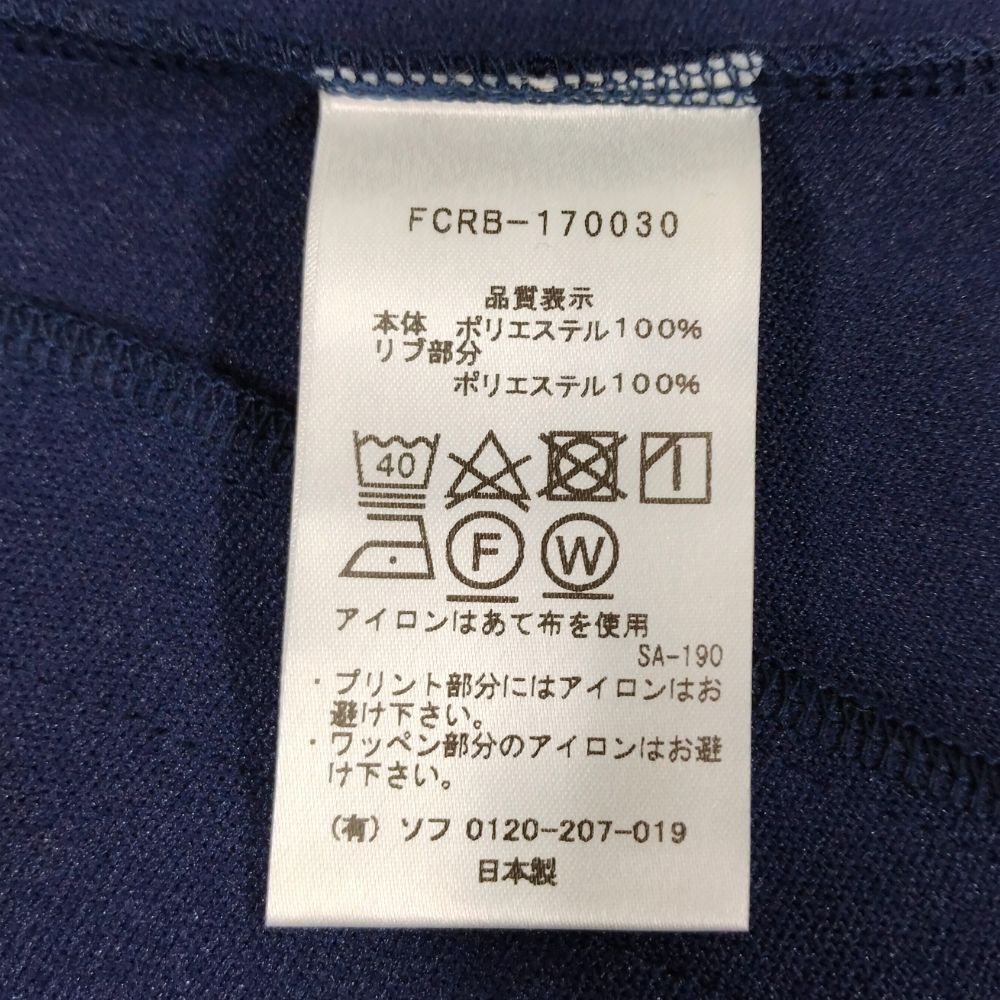 FCRB-170030
品質表示
本体 ポリエステル100%
リブ部分
ポリエステル100%
40
F W
アイロンはあて布を使用
SA-190
・プリント部分にはアイロンはお
避け下さい。
・ワッペン部分のアイロンはお避
け下さい。
(有) ソフ 0120-207-019
日本製